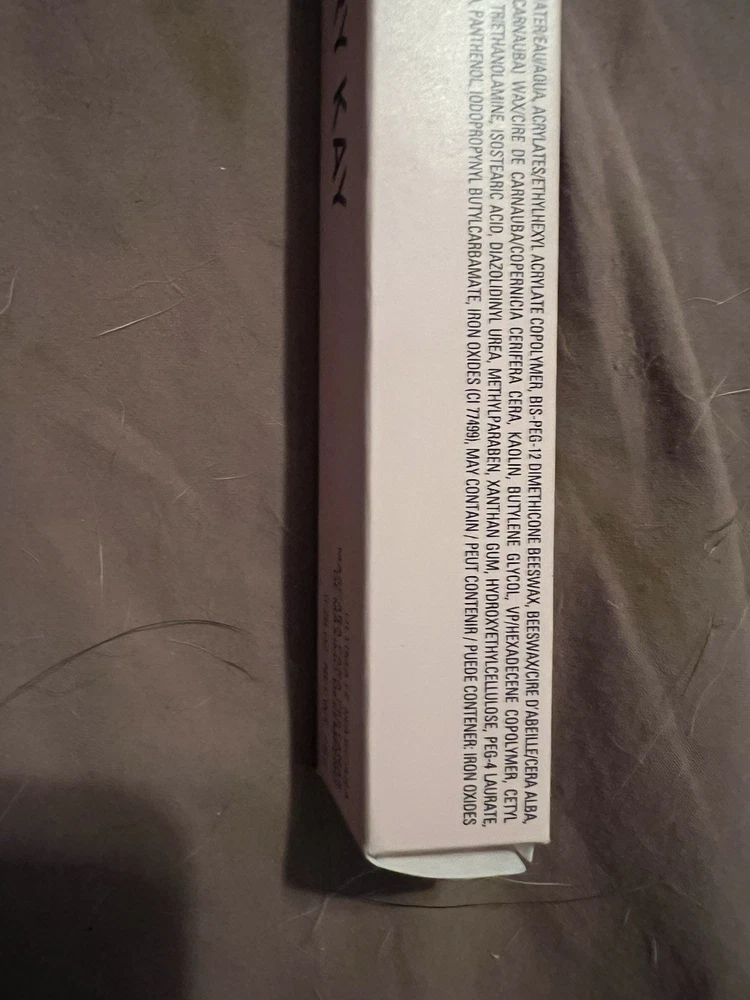 ATER/EAU/AQUA, ACRYLATES/ETHYLHEXYL ACRYLATE COPOLYMER, BIS-PEG-12 DIMETHICONE BEESWAX, BEESWAX/CIRE D'ABEILLE/CERA ALBA,
CARNAUBA) WAX/CIRE DE CARNAUBA/COPERNICIA CERIFERA CERA, KAOLIN, BUTYLENE GLYCOL, VP/HEXADECENE COPOLYMER, CETYL
TRIETHANOLAMINE, ISOSTEARIC ACID, DIAZOLIDINYL UREA, METHYLPARABEN, XANTHAN GUM, HYDROXYETHYLCELLULOSE, PEG-4 LAURATE,
PANTHENOL, IODOPROPYNYL BUTYLCARBAMATE, IRON OXIDES (CI 77499), MAY CONTAIN / PEUT CONTENIR / PUEDE CONTENER: IRON OXIDES
KAY